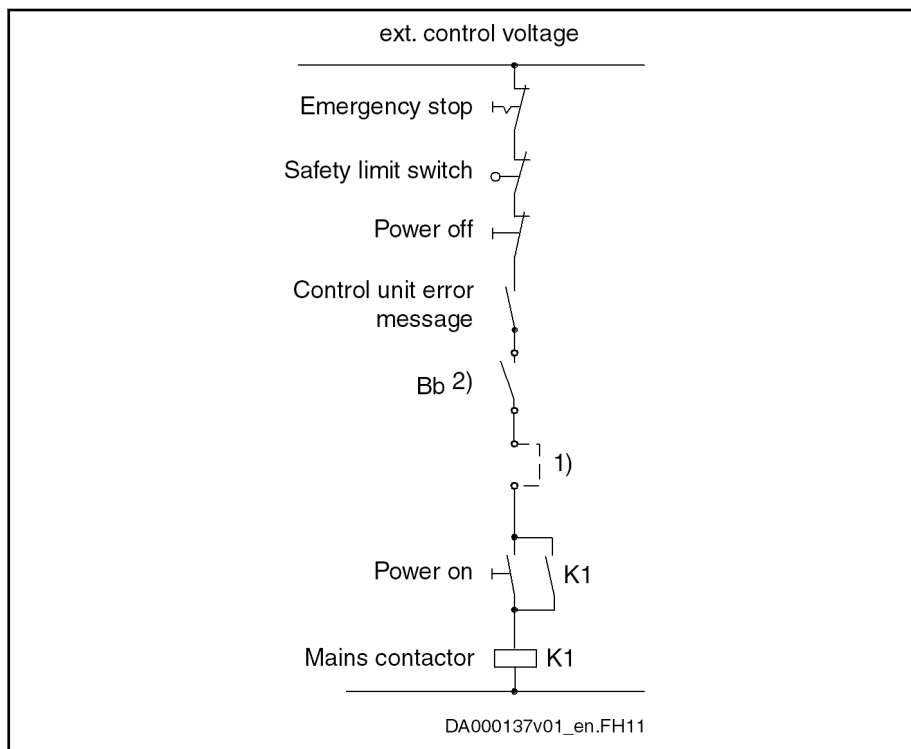 ext. control voltage
Emergency stop
Safety limit switch
Power off
Control unit error
message
Bb 2)
1)
Power on
K1
Mains contactor
K1
DA000137v01_en.FH11